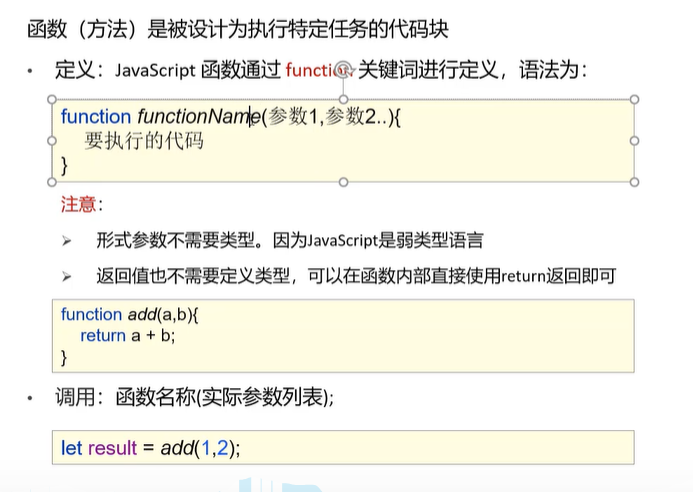 函数（方法）是被设计为执行特定任务的代码块
• 定义：JavaScript 函数通过 function 关键词进行定义，语法为：
function functionName(参数1,参数2..){
要执行的代码
}
注意：
➢ 形式参数不需要类型。因为JavaScript是弱类型语言
➢ 返回值也不需要定义类型，可以在函数内部直接使用return返回即可
function add(a,b){
return a + b;
}
• 调用：函数名称(实际参数列表);
let result = add(1,2);